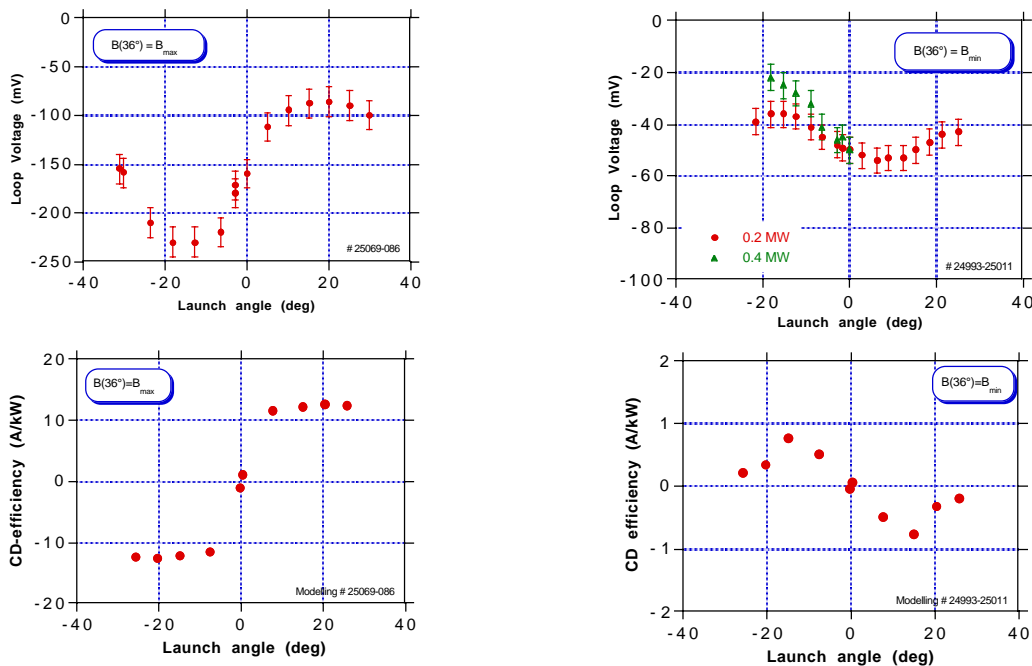 B(36°) = Bmax
Loop Voltage (mV)
0
-50
-100
-150
-200
-250
# 25069-086
-40 -20 0 20 40
Launch angle (deg)
B(36°) = Bmin
Loop Voltage (mV)
0
-20
-40
-60
-80
-100
0.2 MW
0.4 MW
# 24993-25011
-40 -20 0 20 40
Launch angle (deg)
B(36°)=Bmax
CD-efficiency (A/kW)
20
10
0
-10
-20
Modelling # 25069-086
-40 -20 0 20 40
Launch angle (deg)
B(36°)=Bmin
CD efficiency (A/kW)
2
1
0
-1
-2
Modelling # 24993-25011
-40 -20 0 20 40
Launch angle (deg)